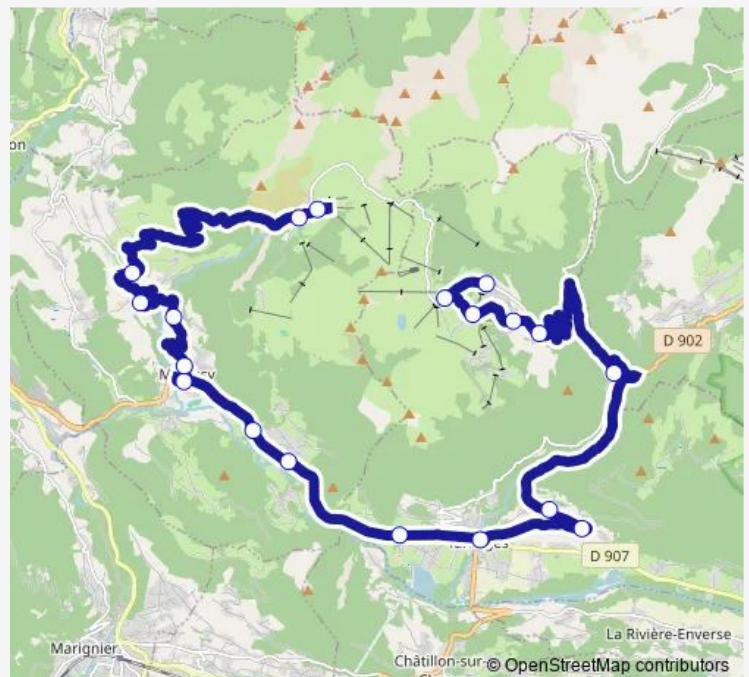 on
D 902
D 907
La Rivière-Enverse
Marignier
Châtillon-sur-
© OpenStreetMap contributors